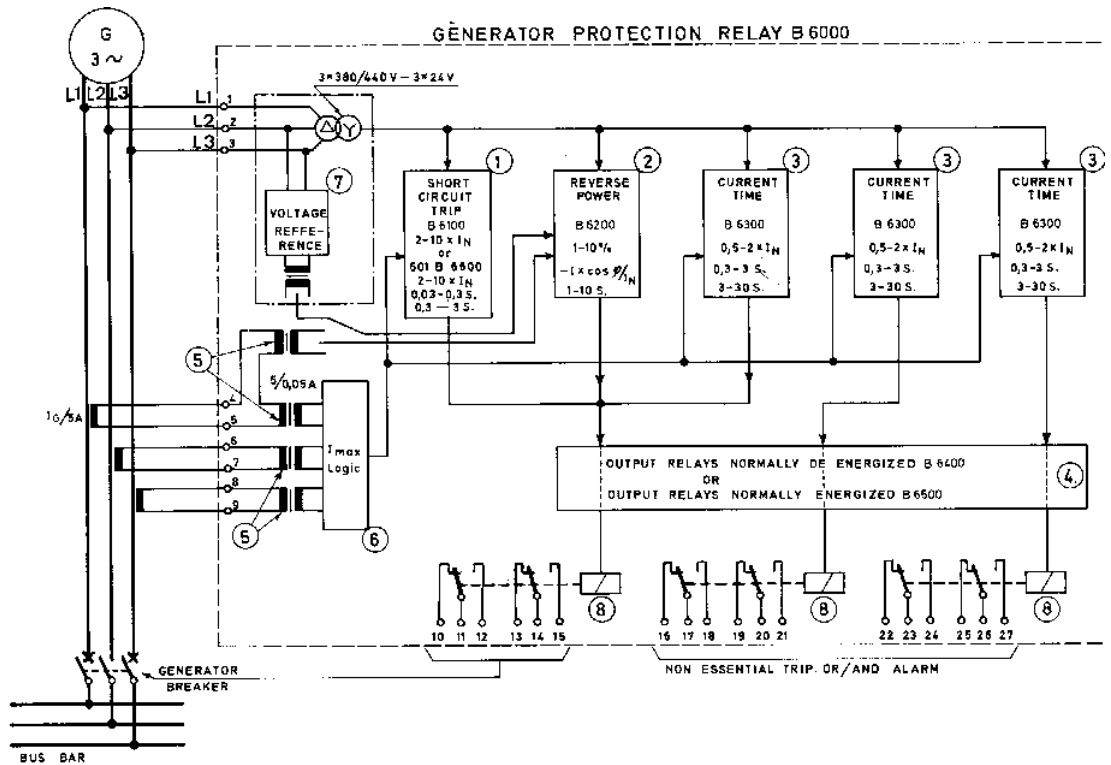 GENERATOR PROTECTION RELAY B 6000
G
3 ~
L1 L2 L3
3×380/440V – 3×24V
L1 1
L2 2
L3 3
Δ Y
7
VOLTAGE
REFFE-
RENCE
1
SHORT
CIRCUIT
TRIP
B 6100
2-10 × IN
or
601 B 6600
2-10 × IN
0,03-0,3 S.
0,3 — 3 S.
2
REVERSE
POWER
B 6200
1-10%
-I × cos φ/IN
1-10 S.
3
CURRENT
TIME
B 6300
0,5-2 × IN
0,3-3 S.
3-30 S.
3
CURRENT
TIME
B 6300
0,5-2 × IN
0,3-3 S.
3-30 S.
3
CURRENT
TIME
B 6300
0,5-2 × IN
0,3-3 S.
3-30 S.
5
5/0,05A
IG/5A
4
5
6
7
8
9
Imax
Logic
5
6
OUTPUT RELAYS NORMALLY DE ENERGIZED B 6400
OR
OUTPUT RELAYS NORMALLY ENERGIZED B 6500
4
8
8
8
10 11 12 13 14 15
16 17 18 19 20 21
22 23 24 25 26 27
GENERATOR
BREAKER
NON ESSENTIAL TRIP OR/AND ALARM
BUS BAR